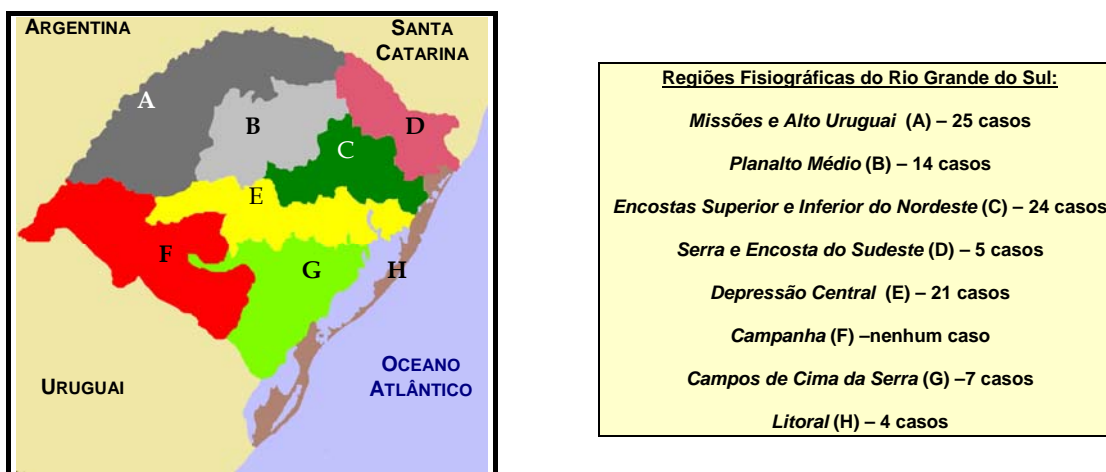 ARGENTINA
SANTA
CATARINA
A
B
C
D
E
F
G
H
URUGUAI
OCEANO
ATLÂNTICO
Regiões Fisiográficas do Rio Grande do Sul:
Missões e Alto Uruguai (A) – 25 casos
Planalto Médio (B) – 14 casos
Encostas Superior e Inferior do Nordeste (C) – 24 casos
Serra e Encosta do Sudeste (D) – 5 casos
Depressão Central (E) – 21 casos
Campanha (F) –nenhum caso
Campos de Cima da Serra (G) –7 casos
Litoral (H) – 4 casos